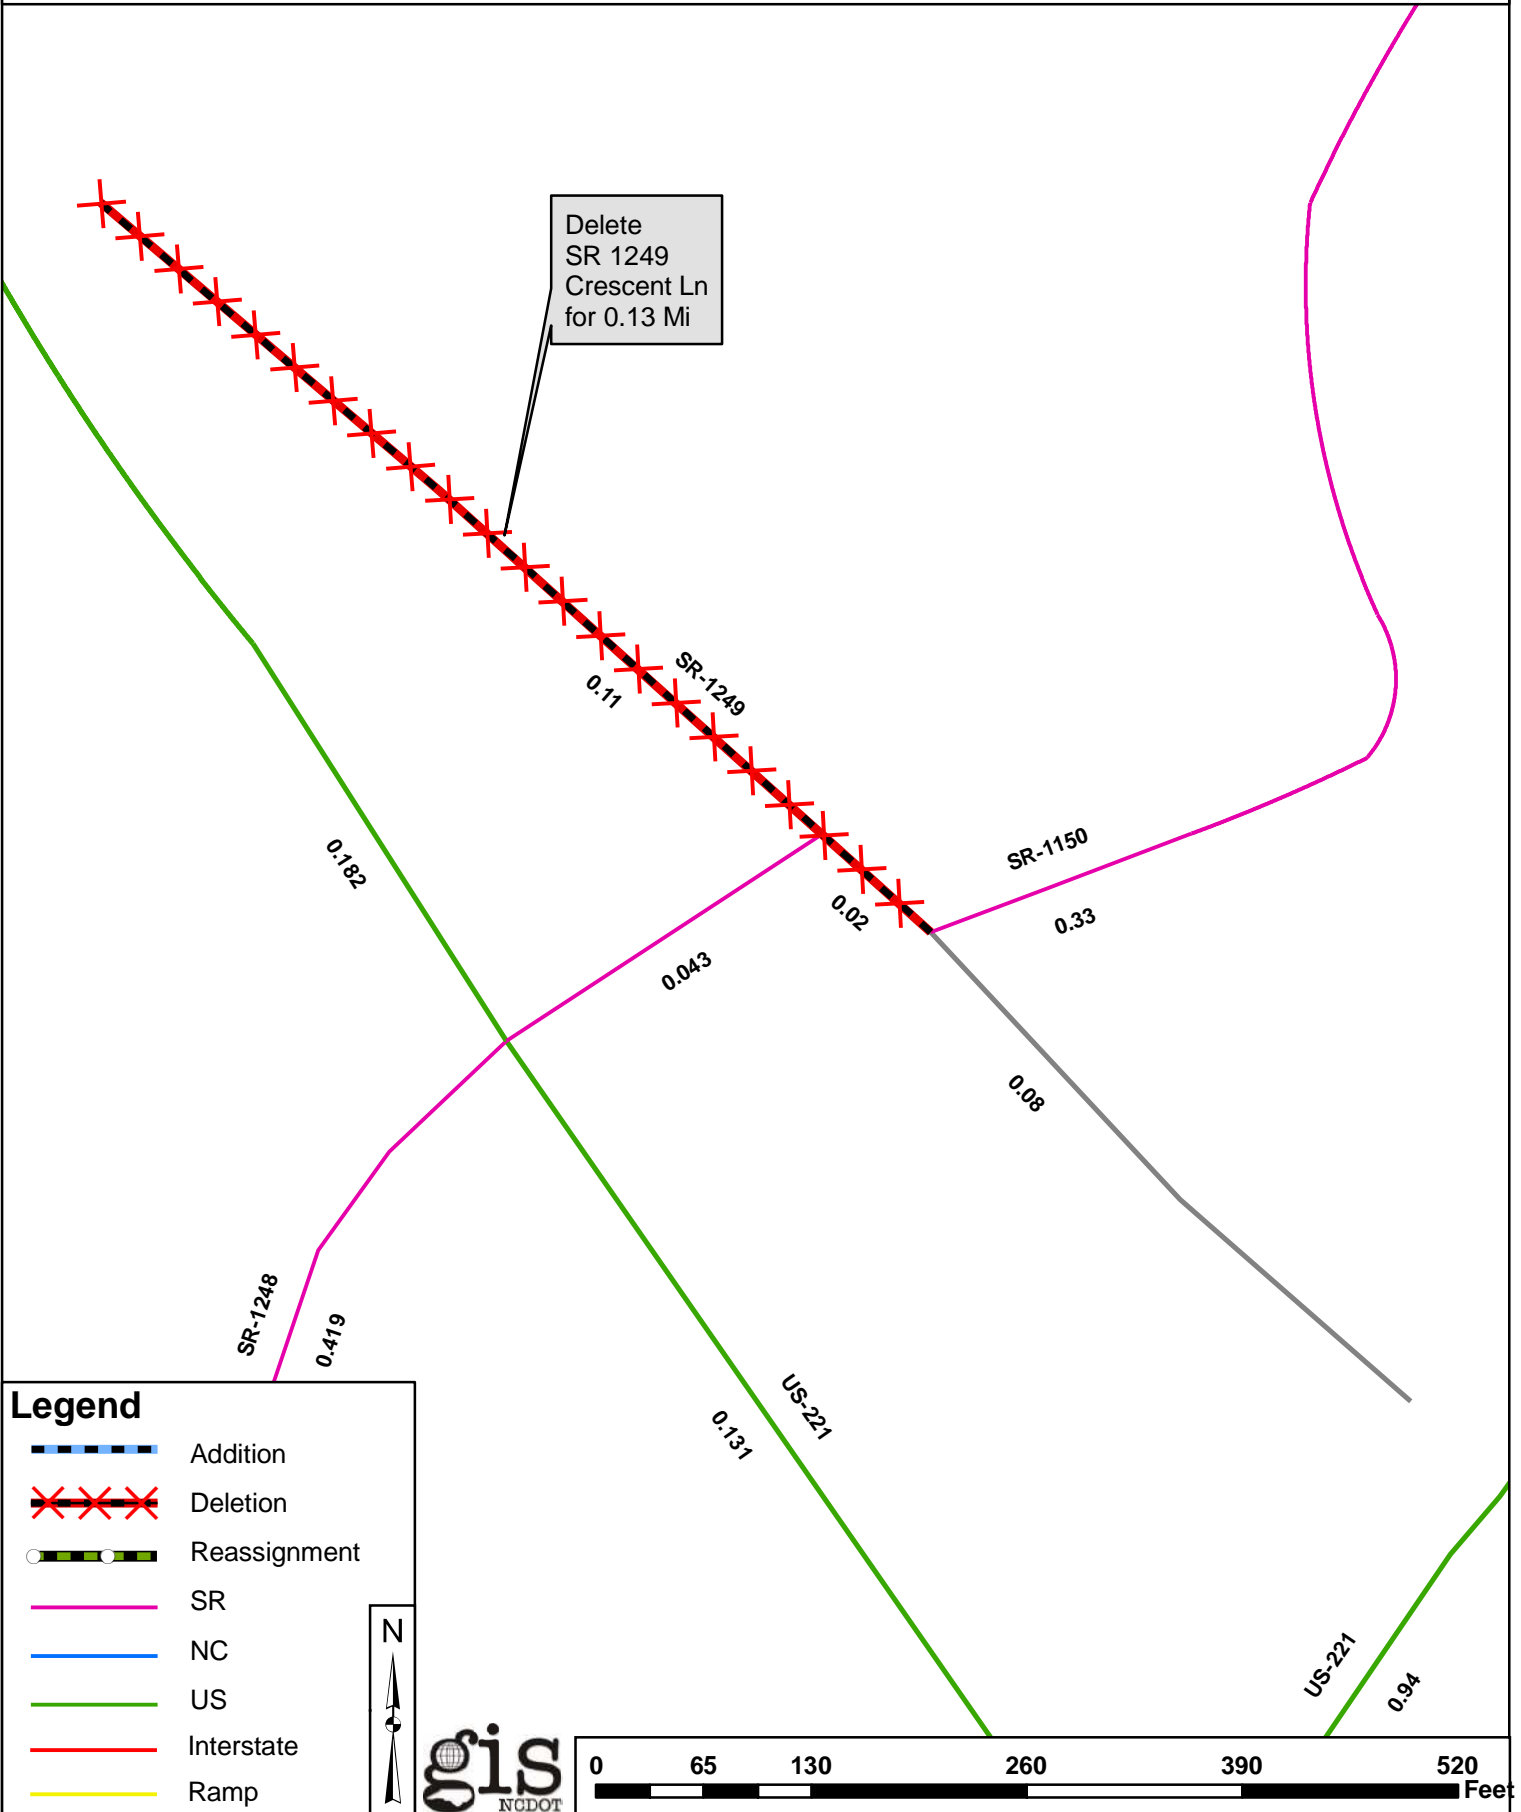 Delete
SR 1249
Crescent Ln
for 0.13 Mi
SR-1249
0.11
0.182
SR-1150
0.02
0.33
0.043
0.08
SR-1248
0.419
US-221
0.131
US-221
0.94
Legend
Addition
Deletion
Reassignment
SR
NC
US
Interstate
Ramp
N
gis
NCDOT
0 65 130 260 390 520
Feet